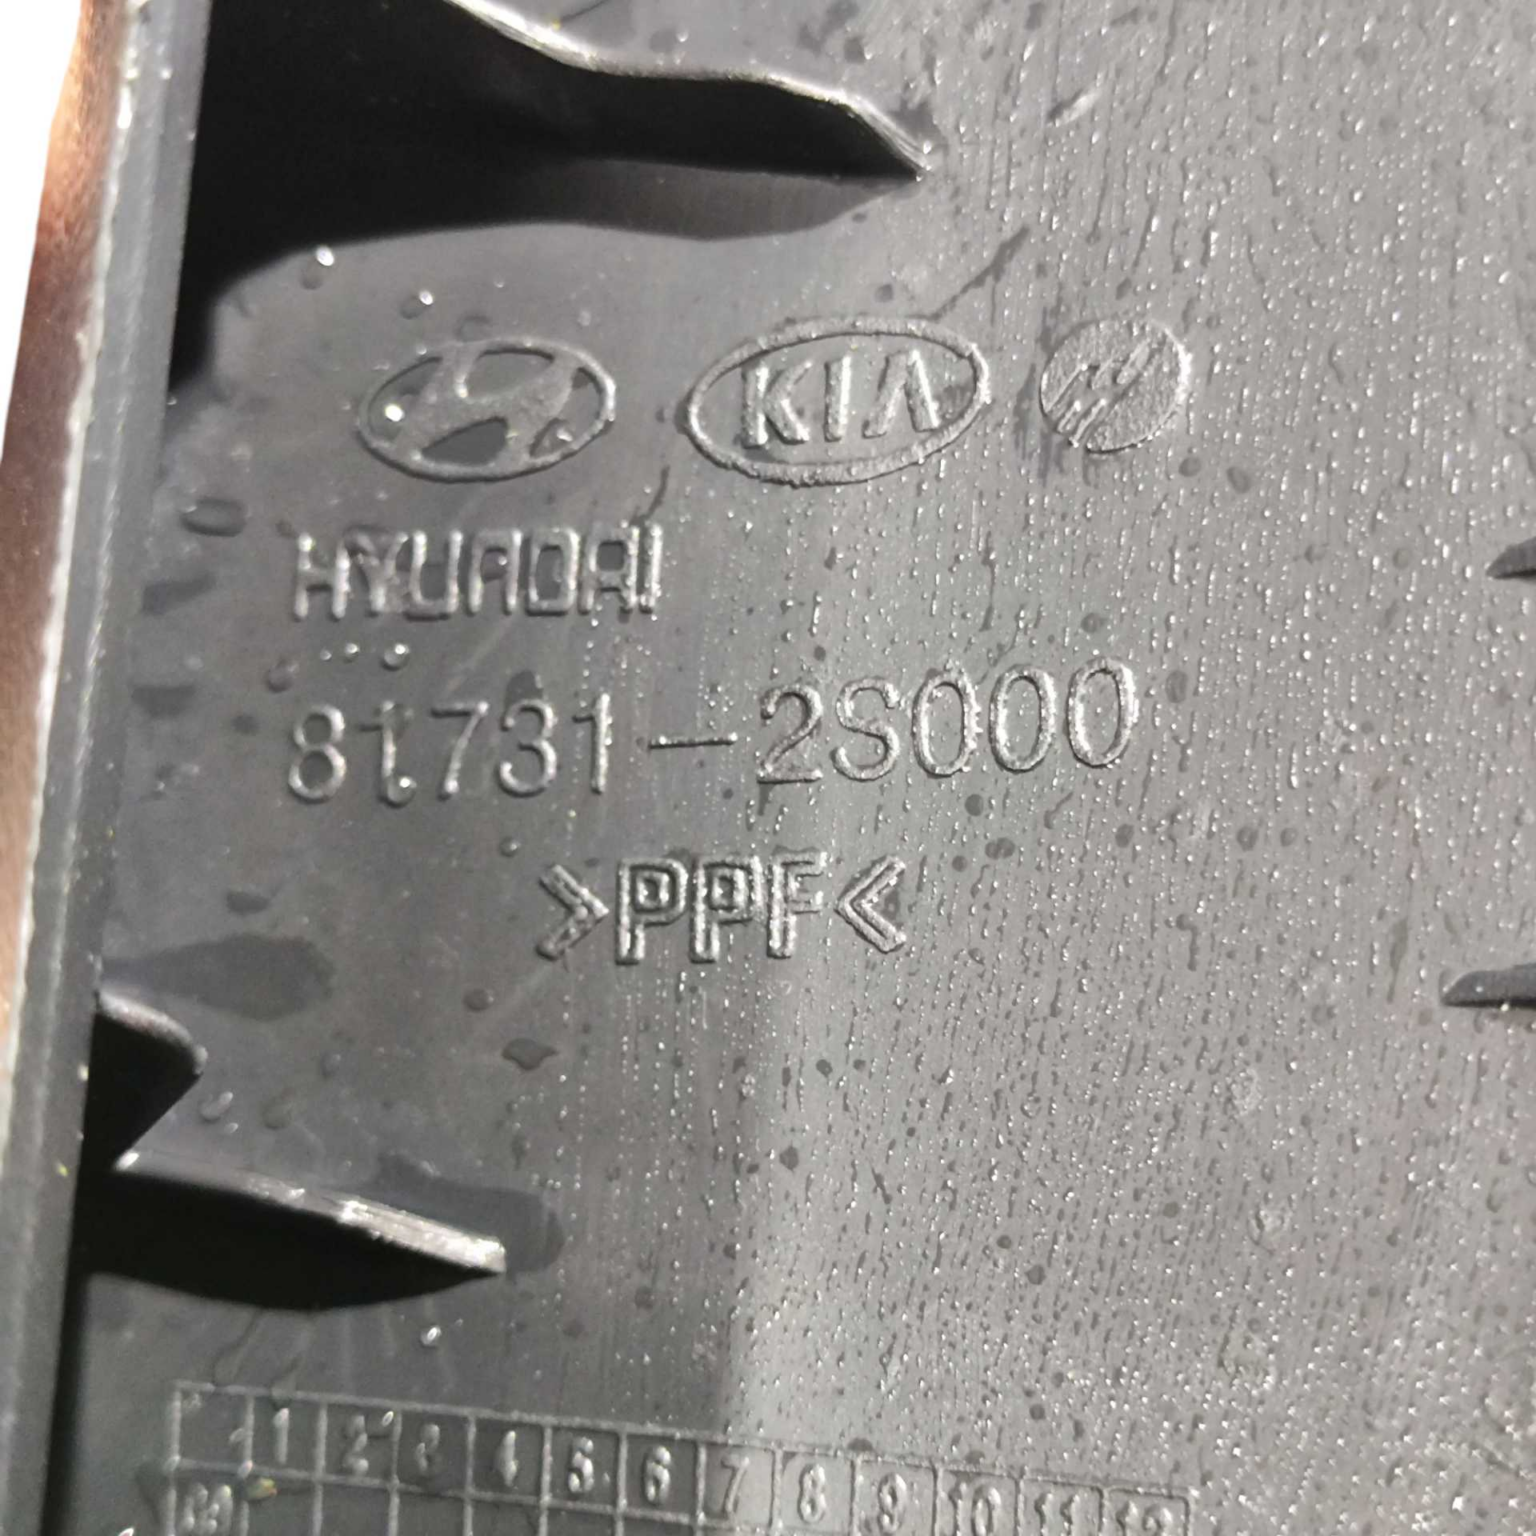 KIA
HYUNDAI
81731-2S000
>PPF<
1 2 3 4 5 6 7 8 9 10 11 12